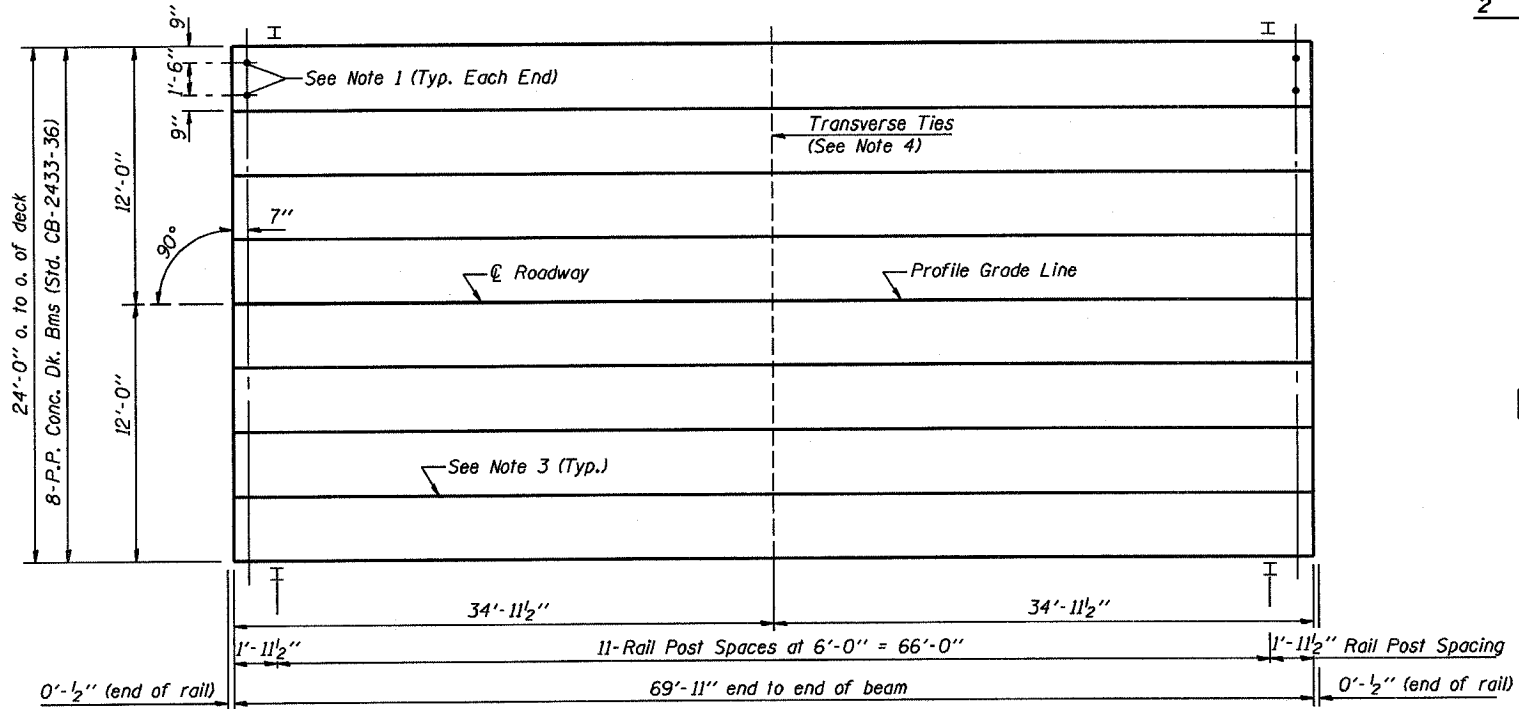 2
9"
1'-6"
9"
See Note 1 (Typ. Each End)
Transverse Ties
(See Note 4)
24'-0" o. to o. of deck
8-P.P. Conc. Dk. Bms (Std. CB-2433-36)
12'-0"
12'-0"
90°
7"
℄ Roadway
Profile Grade Line
See Note 3 (Typ.)
34'-11½"
34'-11½"
1'-11½"
11-Rail Post Spaces at 6'-0" = 66'-0"
1'-11½" Rail Post Spacing
0'-½" (end of rail)
69'-11" end to end of beam
0'-½" (end of rail)